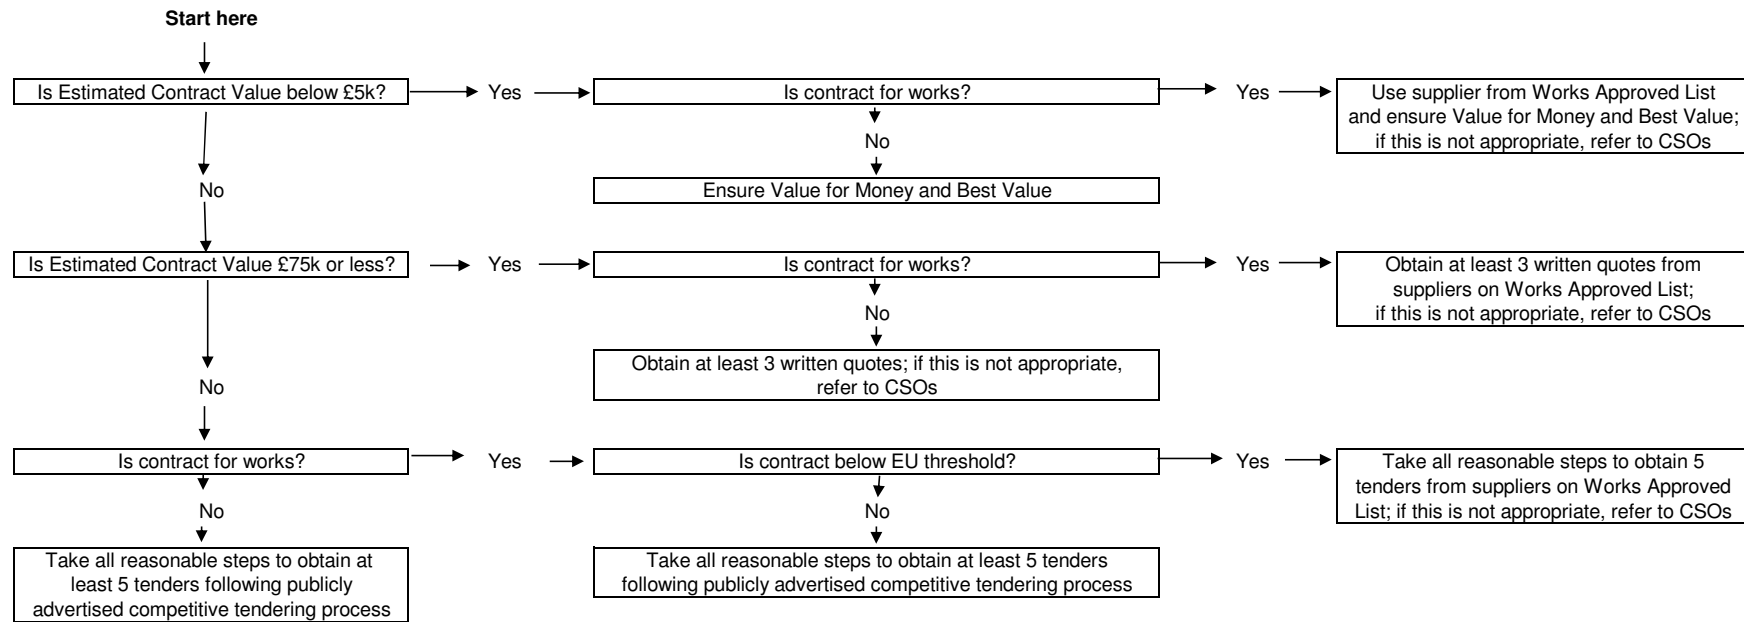 Start here
Is Estimated Contract Value below £5k?
Yes
Is contract for works?
Yes
Use supplier from Works Approved List
and ensure Value for Money and Best Value;
if this is not appropriate, refer to CSOs
No
No
Ensure Value for Money and Best Value
Is Estimated Contract Value £75k or less?
Yes
Is contract for works?
Yes
Obtain at least 3 written quotes from
suppliers on Works Approved List;
if this is not appropriate, refer to CSOs
No
No
Obtain at least 3 written quotes; if this is not appropriate,
refer to CSOs
Is contract for works?
Yes
Is contract below EU threshold?
Yes
Take all reasonable steps to obtain 5
tenders from suppliers on Works Approved
List; if this is not appropriate, refer to CSOs
No
No
Take all reasonable steps to obtain at
least 5 tenders following publicly
advertised competitive tendering process
Take all reasonable steps to obtain at least 5 tenders
following publicly advertised competitive tendering process